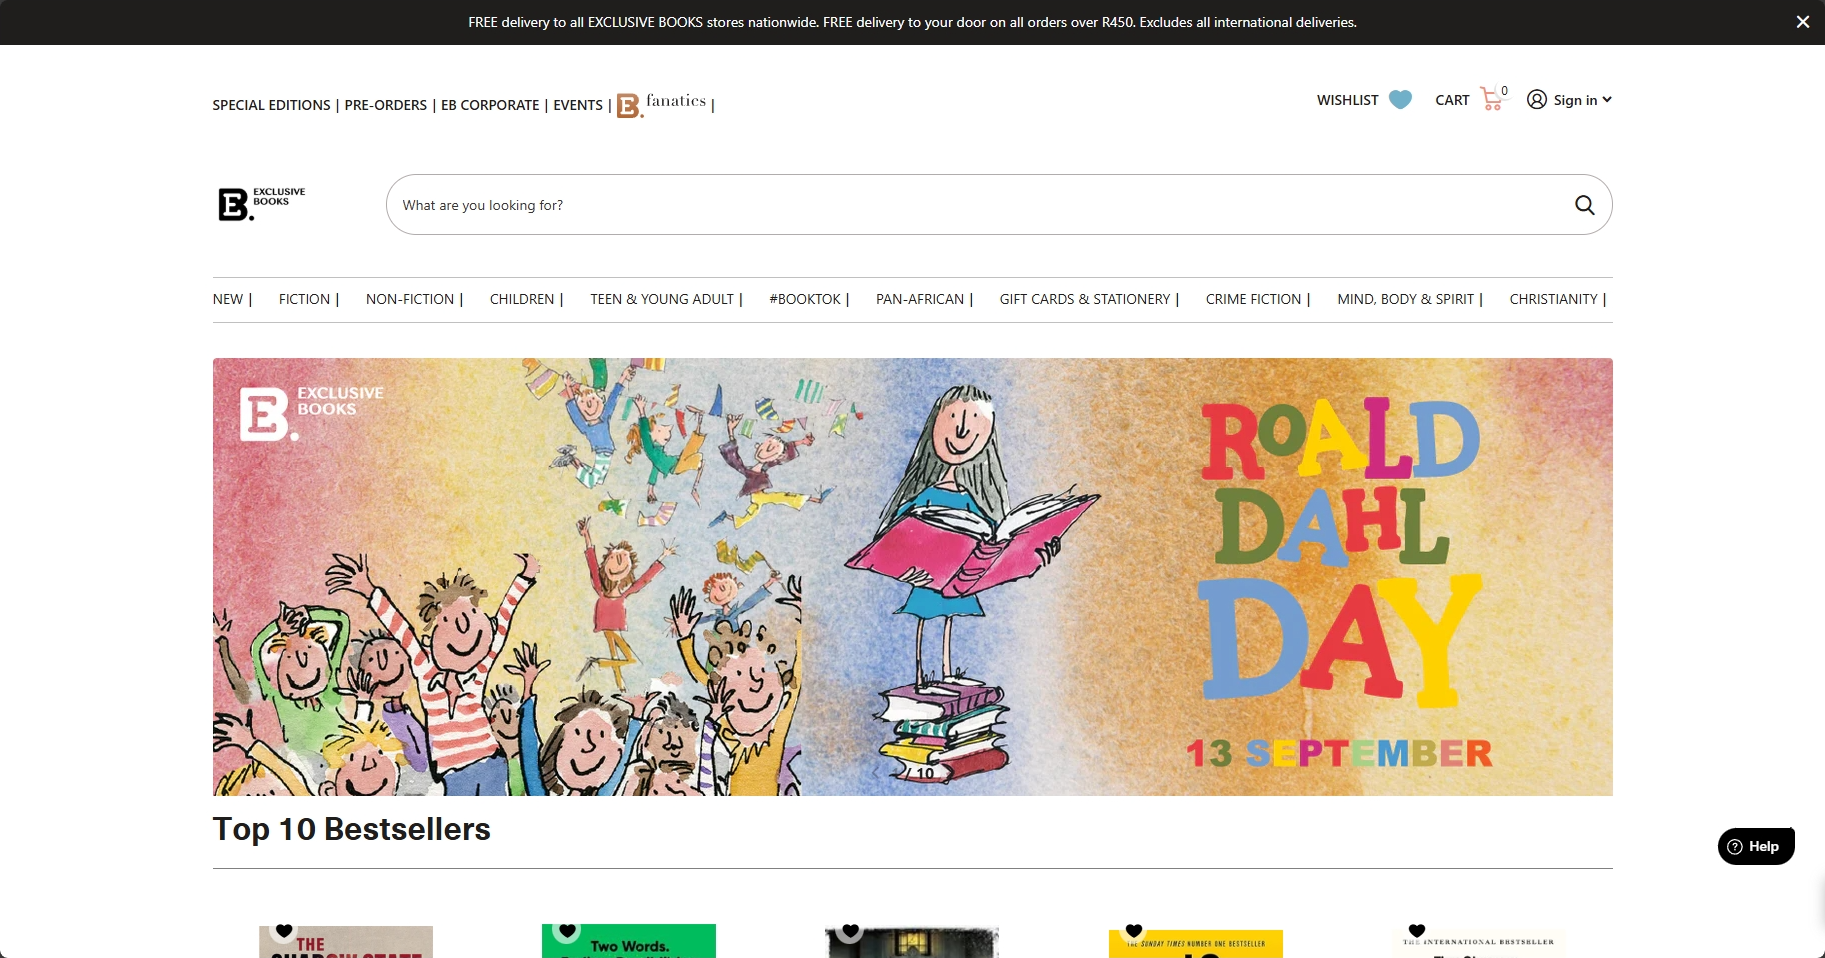 FREE delivery to all EXCLUSIVE BOOKS stores nationwide. FREE delivery to your door on all orders over R450. Excludes all international deliveries.
SPECIAL EDITIONS | PRE-ORDERS | EB CORPORATE | EVENTS | B. fanatics |
WISHLIST CART 0 Sign in
B. EXCLUSIVE
BOOKS
What are you looking for?
NEW | FICTION | NON-FICTION | CHILDREN | TEEN & YOUNG ADULT | #BOOKTOK | PAN-AFRICAN | GIFT CARDS & STATIONERY | CRIME FICTION | MIND, BODY & SPIRIT | CHRISTIANITY |
B. EXCLUSIVE
BOOKS
ROALD
DAHL
DAY
13 SEPTEMBER
/ 10
Top 10 Bestsellers
Help
THE
Two Words.
THE SUNDAY TIMES NUMBER ONE BESTSELLER
THE INTERNATIONAL BESTSELLER